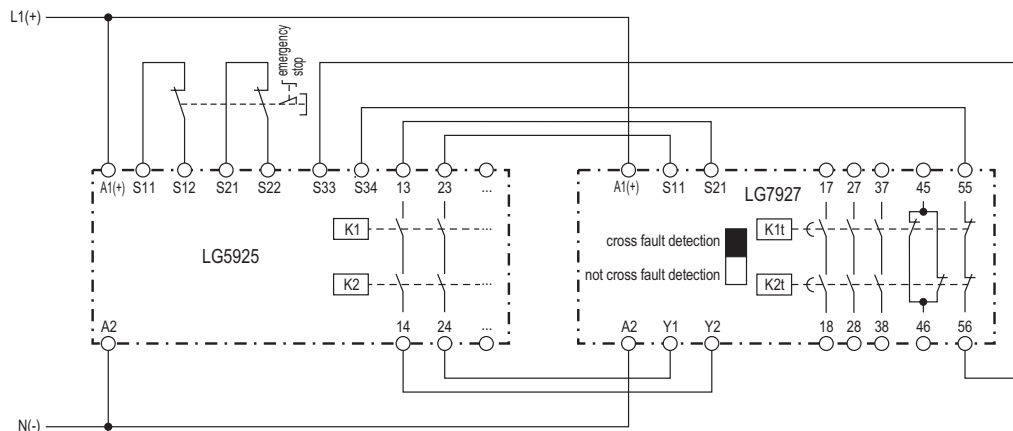 L1(+)
emergency
stop
A1(+) S11 S12 S21 S22 S33 S34 13 23 ...
A1(+) S11 S21 17 27 37 45 55
LG7927
K1 ...
K1t
cross fault detection
LG5925
not cross fault detection
K2 ...
K2t
A2 14 24 ...
A2 Y1 Y2 18 28 38 46 56
N(-)